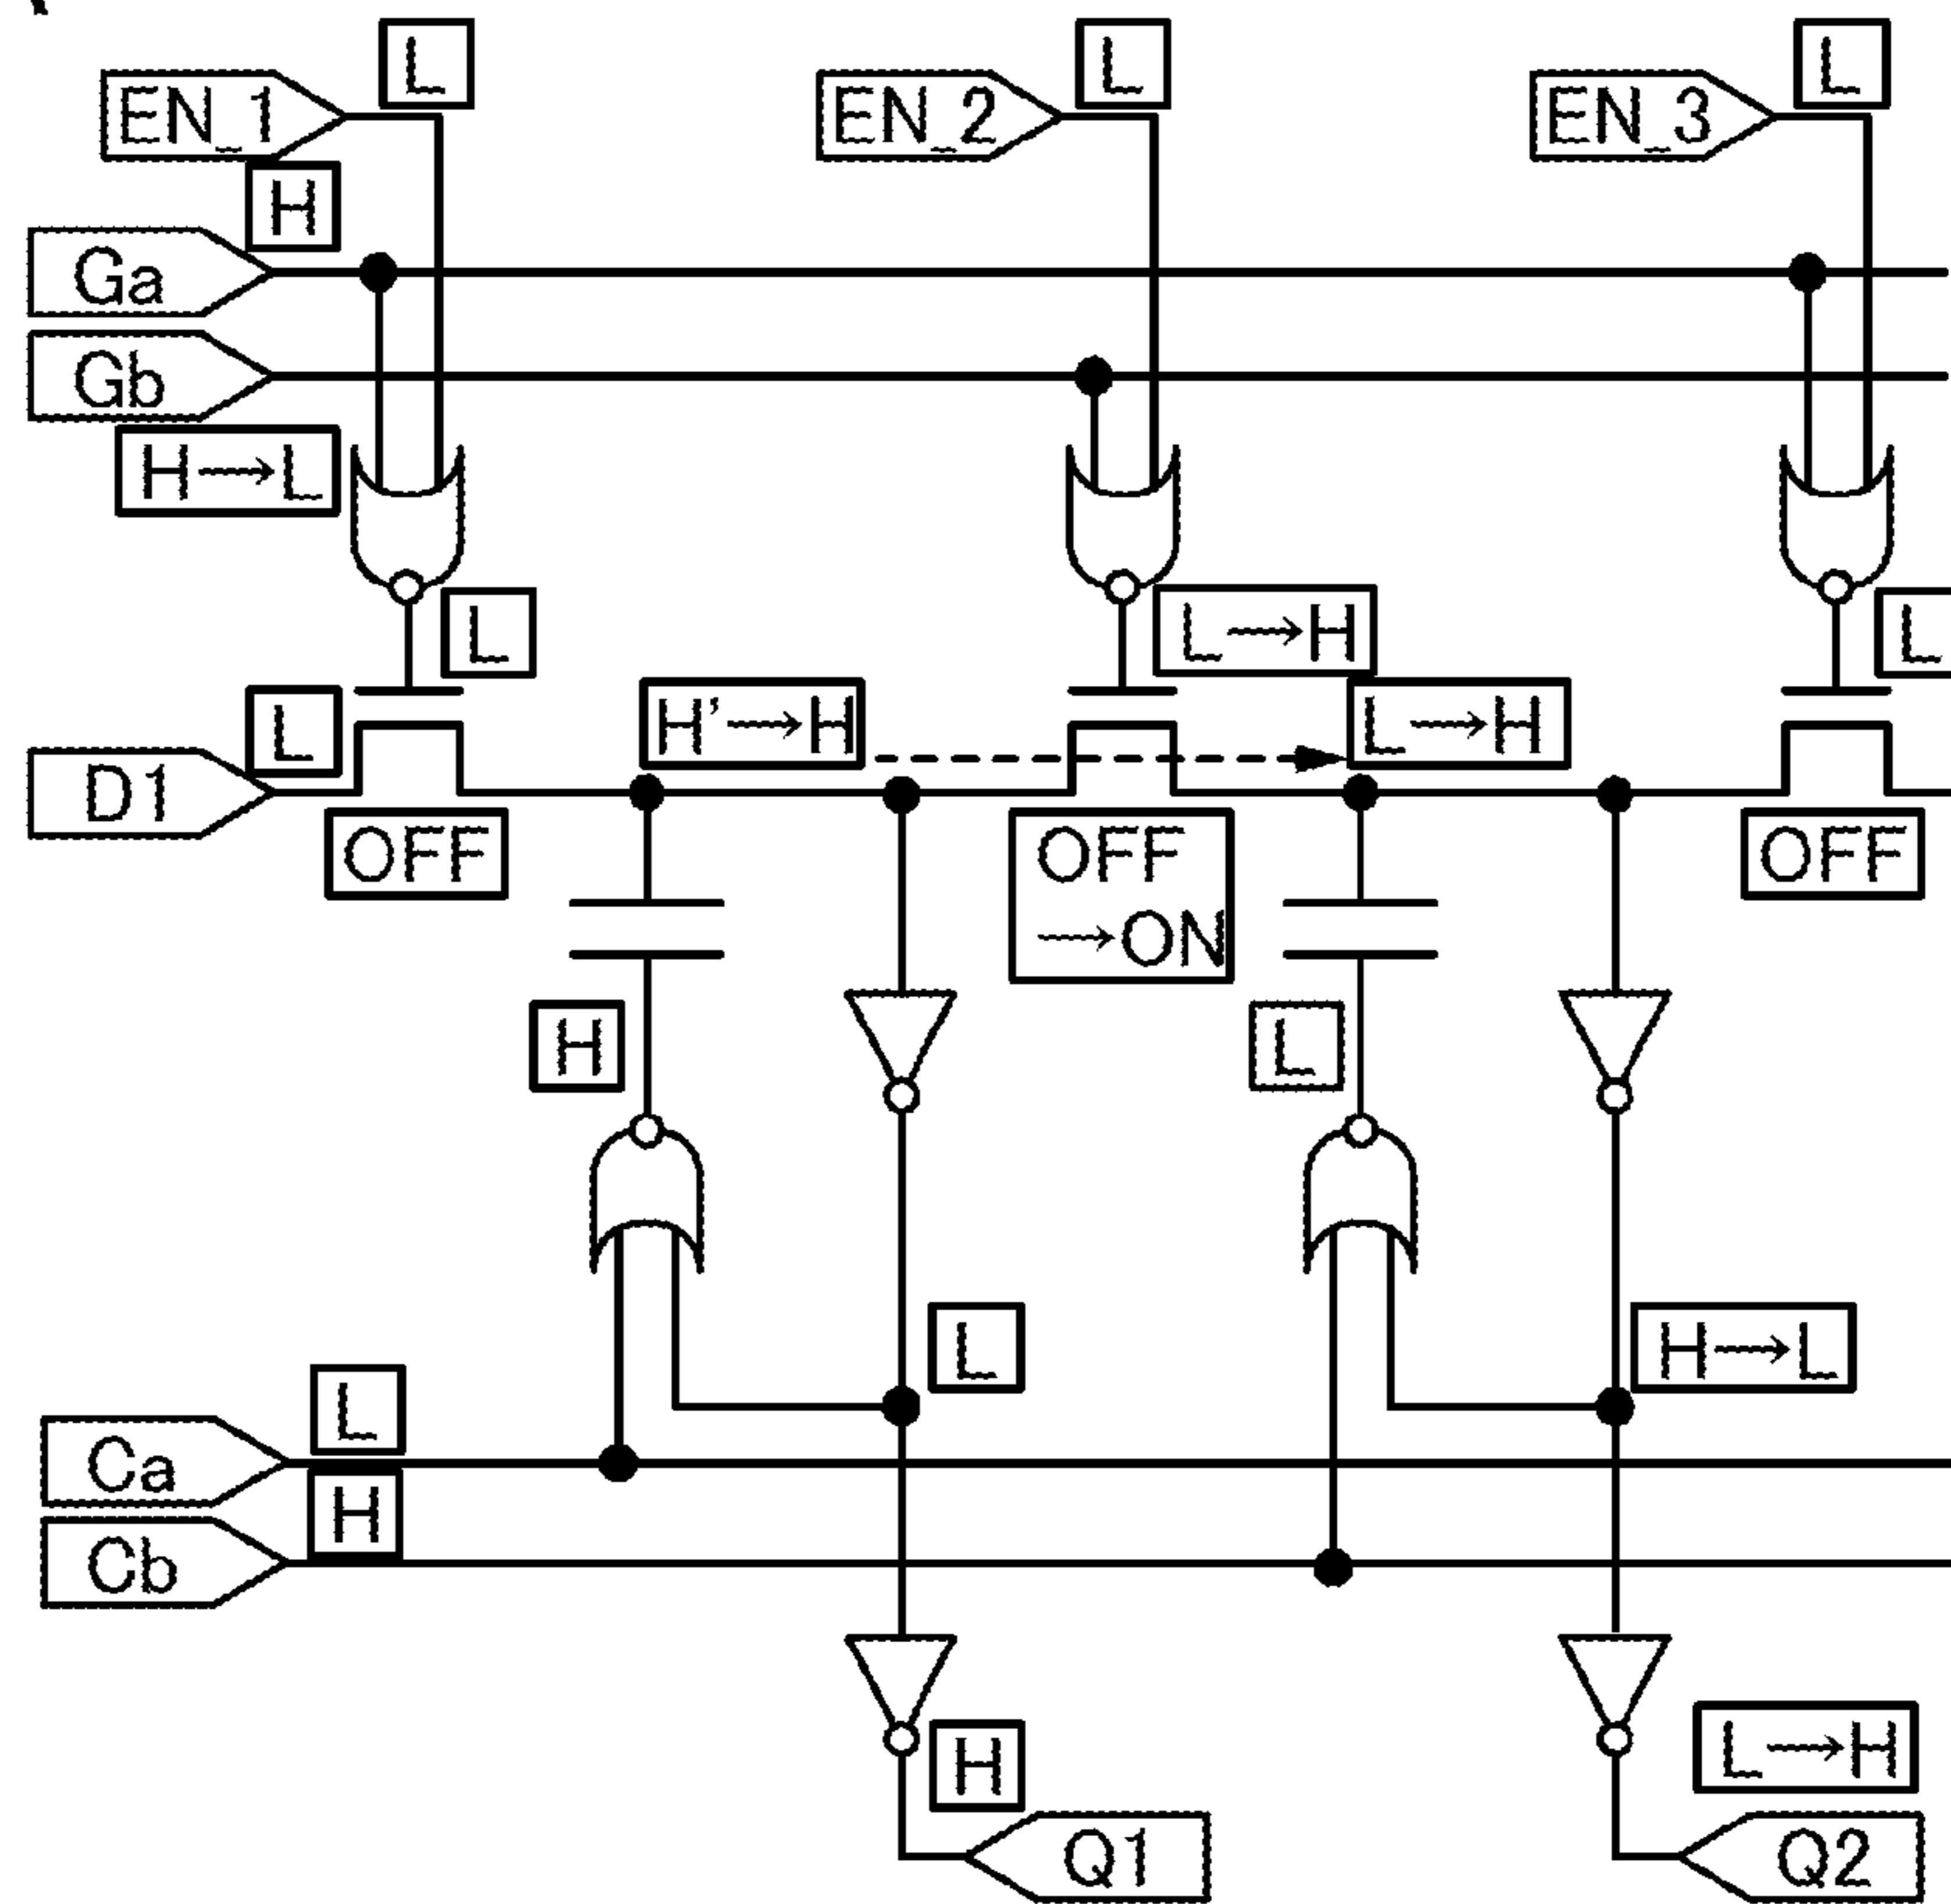 L L L
EN_1 EN_2 EN_3
H
Ga
Gb
H→L
L L→H L
L H'→H L→H
D1
OFF OFF OFF
→ON
H L
L H→L
L
Ca
H
Cb
H L→H
Q1 Q2